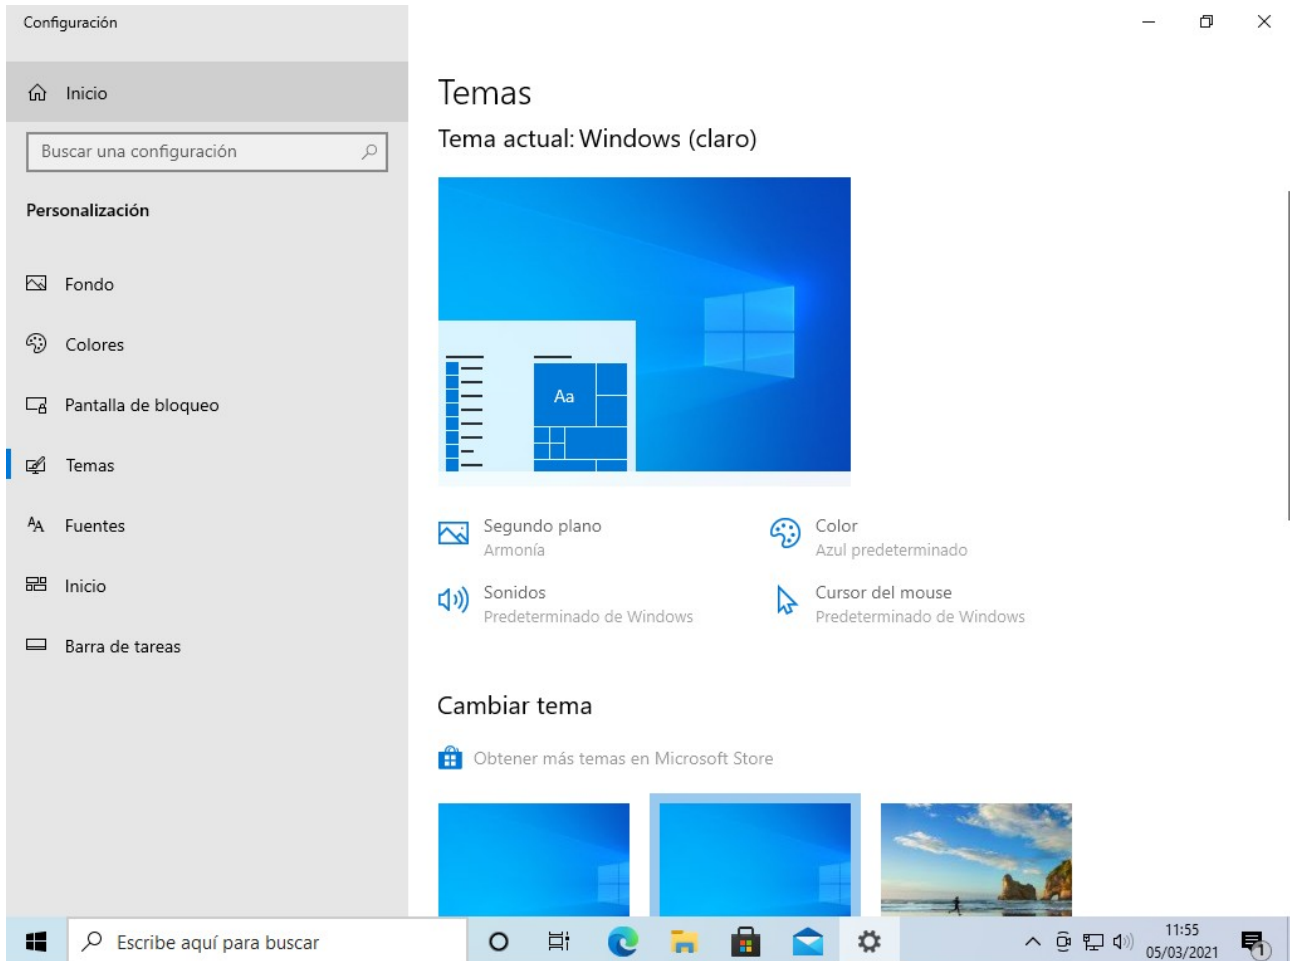 Configuración
Inicio
Buscar una configuración
Personalización
Fondo
Colores
Pantalla de bloqueo
Temas
Fuentes
Inicio
Barra de tareas
Temas
Tema actual: Windows (claro)
Aa
Segundo plano
Armonía
Color
Azul predeterminado
Sonidos
Predeterminado de Windows
Cursor del mouse
Predeterminado de Windows
Cambiar tema
Obtener más temas en Microsoft Store
Escribe aquí para buscar
11:55
05/03/2021
1